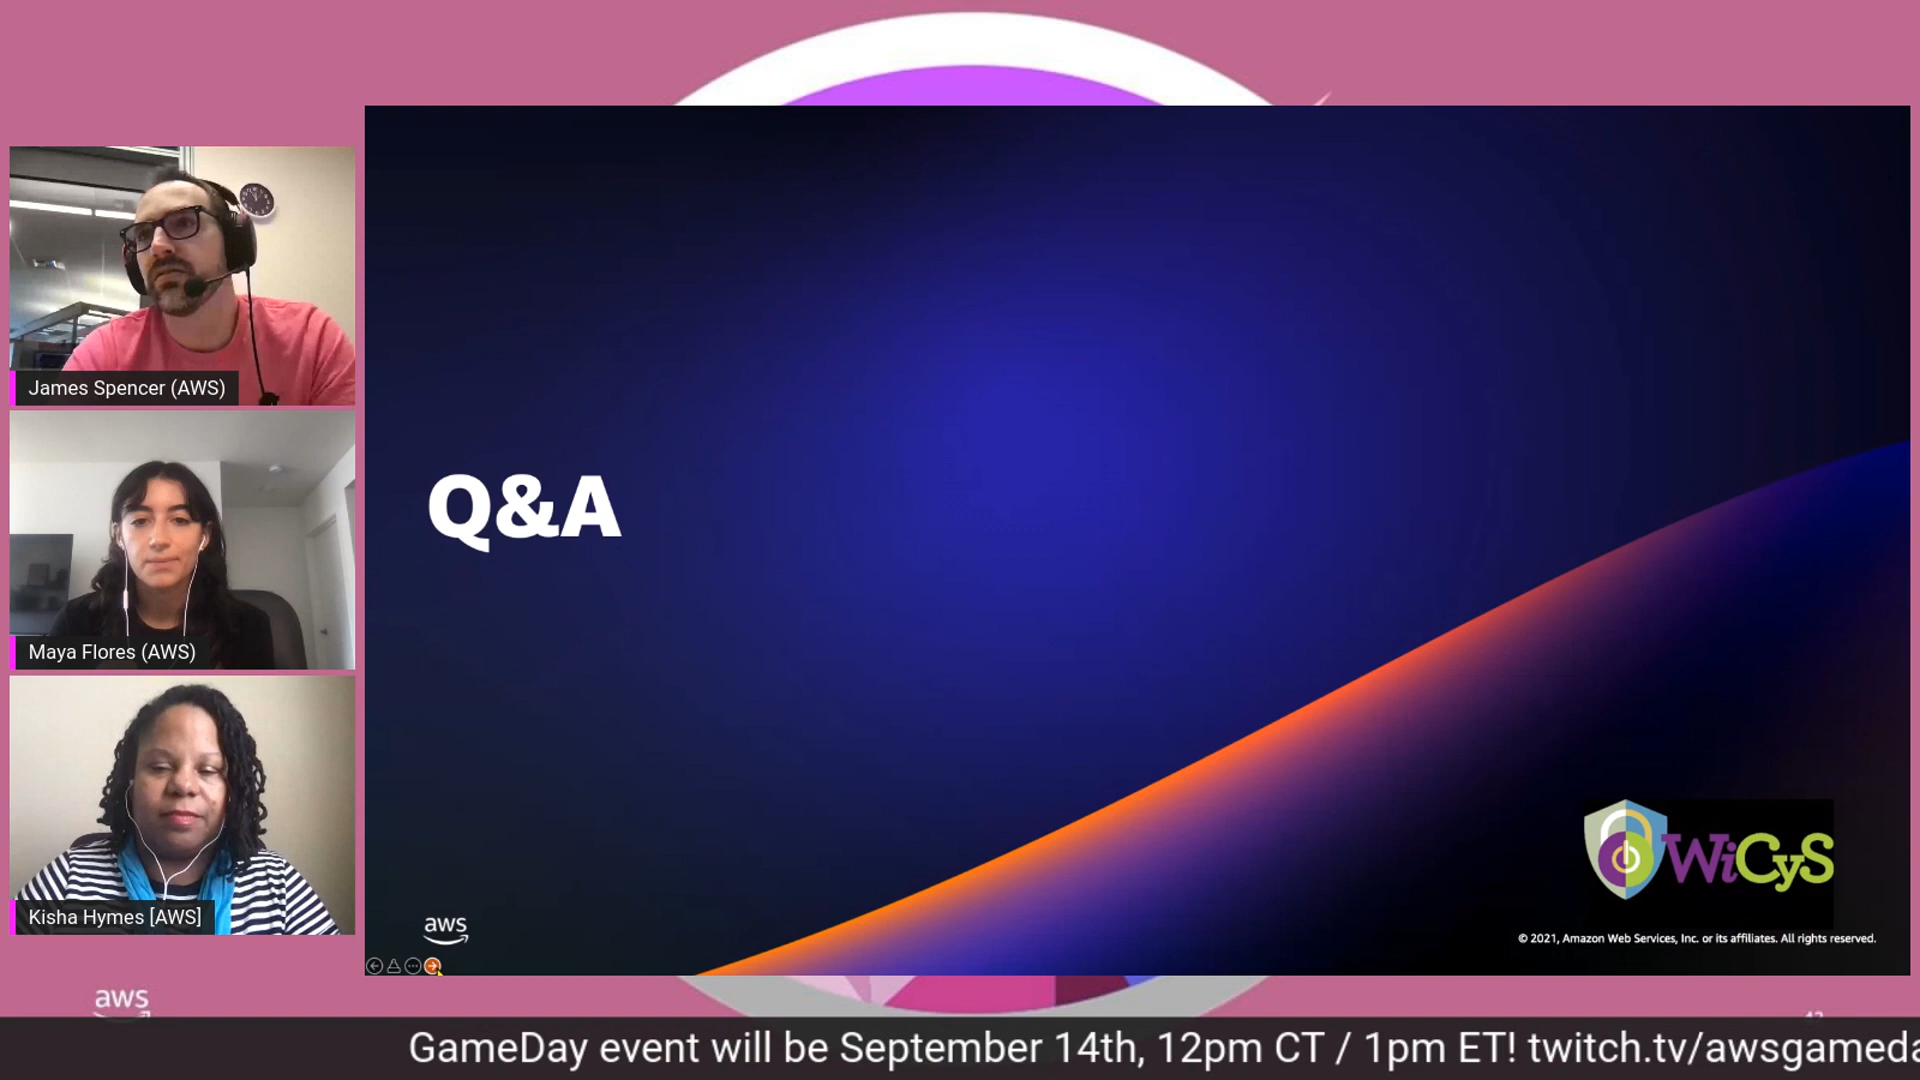 James Spencer (AWS)
Maya Flores (AWS)
Kisha Hymes [AWS]
Q&A
aws
WiCyS
© 2021, Amazon Web Services, Inc. or its affiliates. All rights reserved.
aws
GameDay event will be September 14th, 12pm CT / 1pm ET! twitch.tv/awsgameda